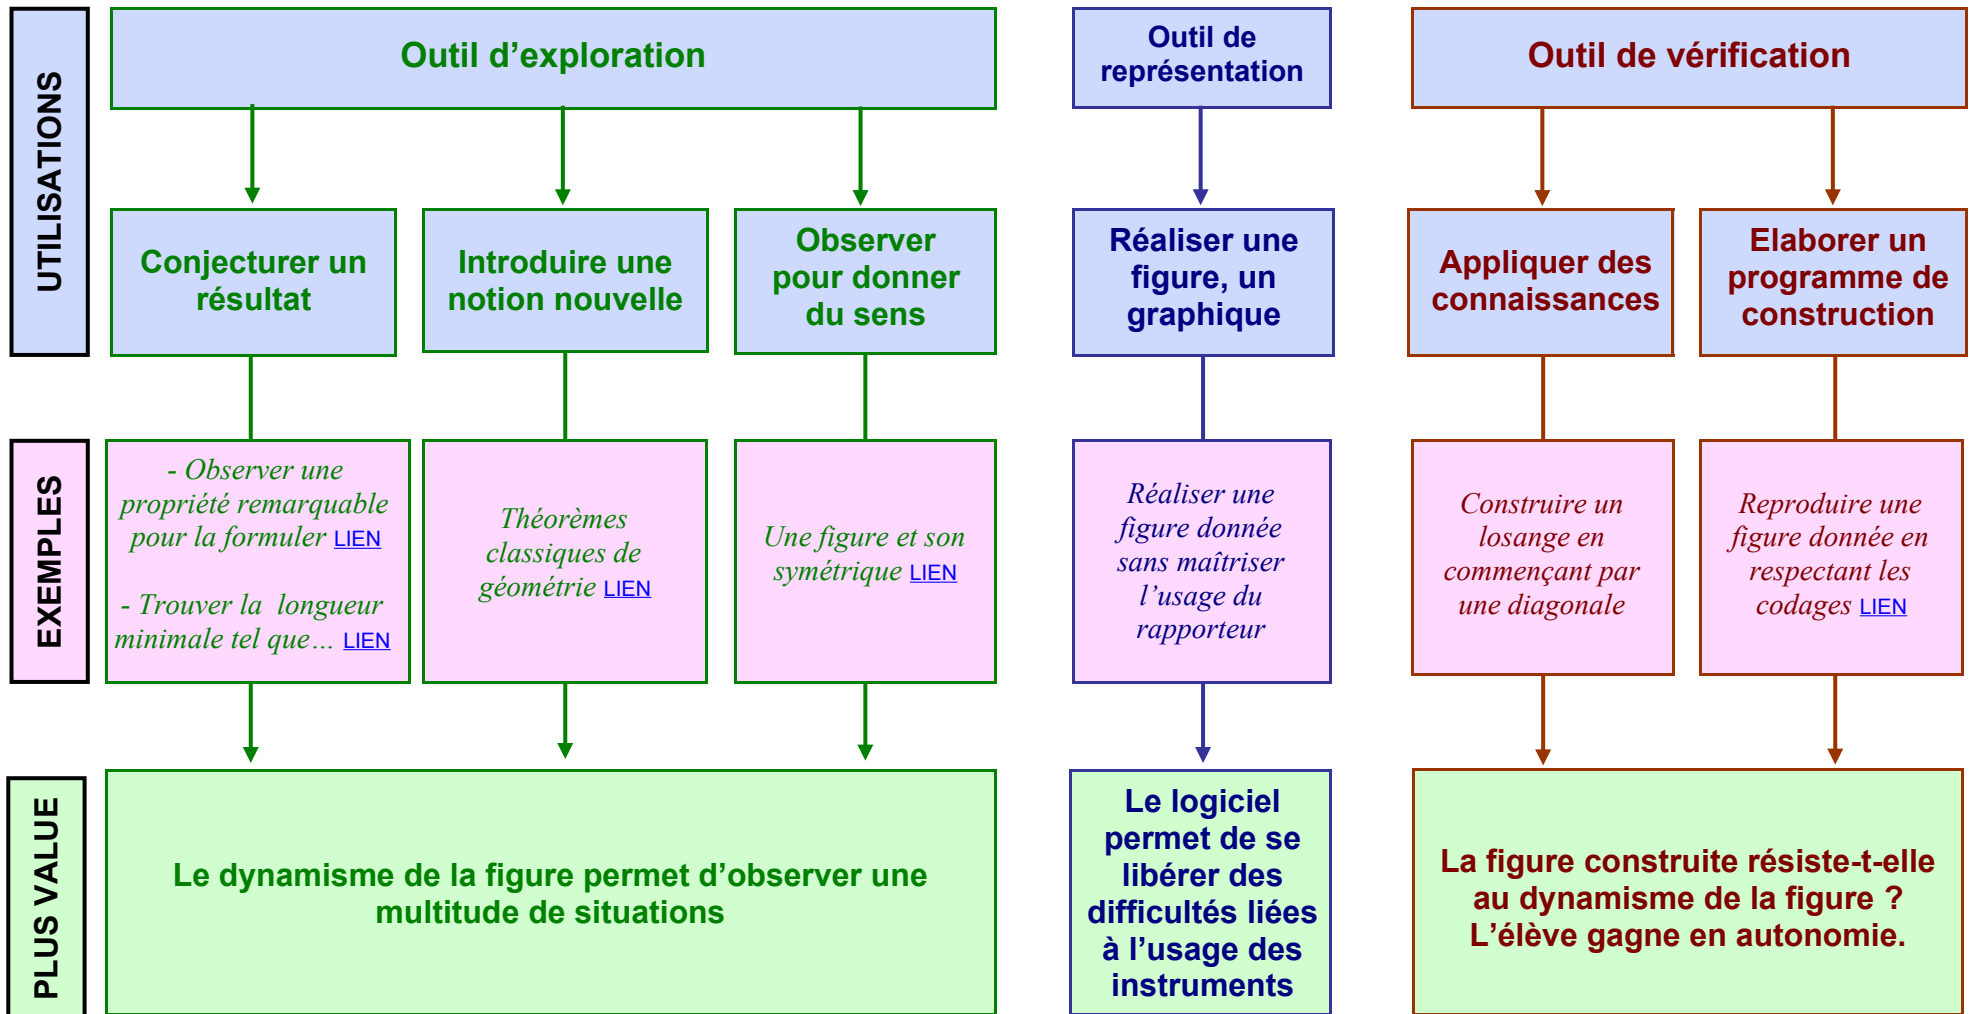 UTILISATIONS
Outil d’exploration
Outil de
représentation
Outil de vérification
Conjecturer un
résultat
Introduire une
notion nouvelle
Observer
pour donner
du sens
Réaliser une
figure, un
graphique
Appliquer des
connaissances
Elaborer un
programme de
construction
EXEMPLES
- Observer une
propriété remarquable
pour la formuler LIEN
- Trouver la longueur
minimale tel que… LIEN
Théorèmes
classiques de
géométrie LIEN
Une figure et son
symétrique LIEN
Réaliser une
figure donnée
sans maîtriser
l’usage du
rapporteur
Construire un
losange en
commençant par
une diagonale
Reproduire une
figure donnée en
respectant les
codages LIEN
PLUS VALUE
Le dynamisme de la figure permet d’observer une
multitude de situations
Le logiciel
permet de se
libérer des
difficultés liées
à l’usage des
instruments
La figure construite résiste-t-elle
au dynamisme de la figure ?
L’élève gagne en autonomie.